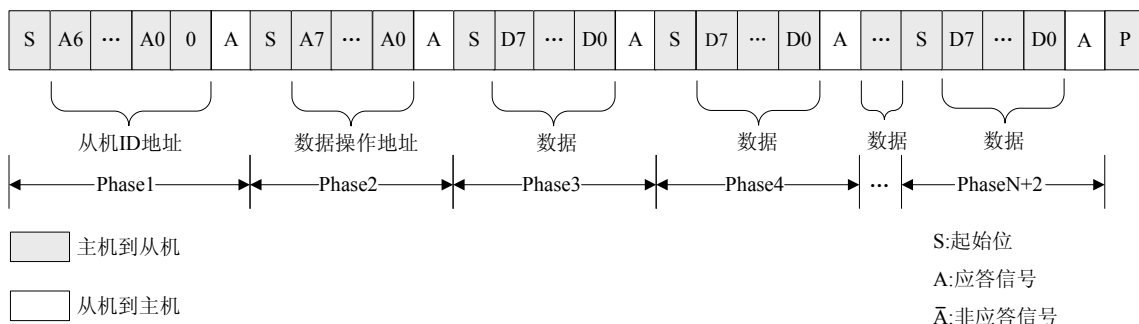 S A6 ··· A0 0 A S A7 ··· A0 A S D7 ··· D0 A S D7 ··· D0 A ··· S D7 ··· D0 A P
从机ID地址 数据操作地址 数据 数据 数据 数据
Phase1 Phase2 Phase3 Phase4 ··· PhaseN+2
主机到从机
从机到主机
S:起始位
A:应答信号
A̅:非应答信号